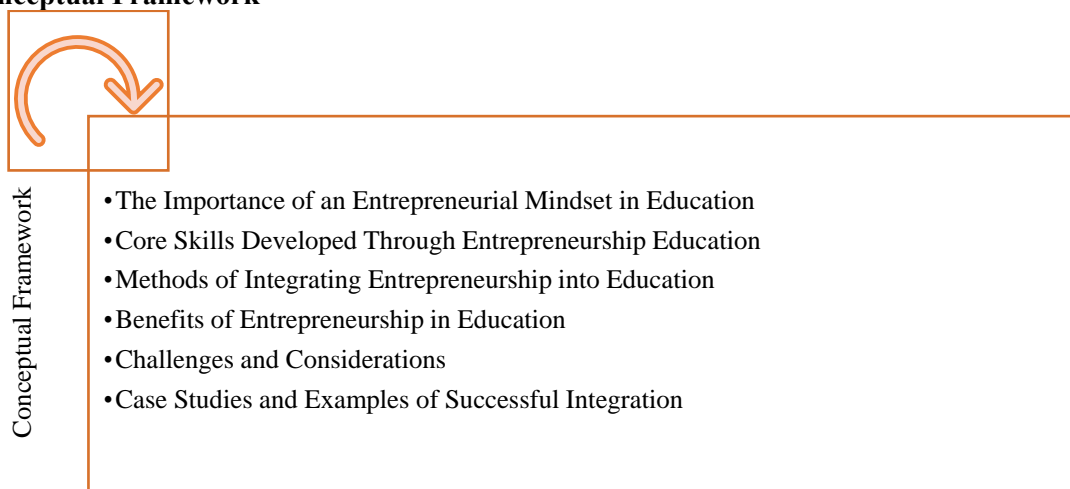 Conceptual Framework
•The Importance of an Entrepreneurial Mindset in Education
•Core Skills Developed Through Entrepreneurship Education
•Methods of Integrating Entrepreneurship into Education
•Benefits of Entrepreneurship in Education
•Challenges and Considerations
•Case Studies and Examples of Successful Integration